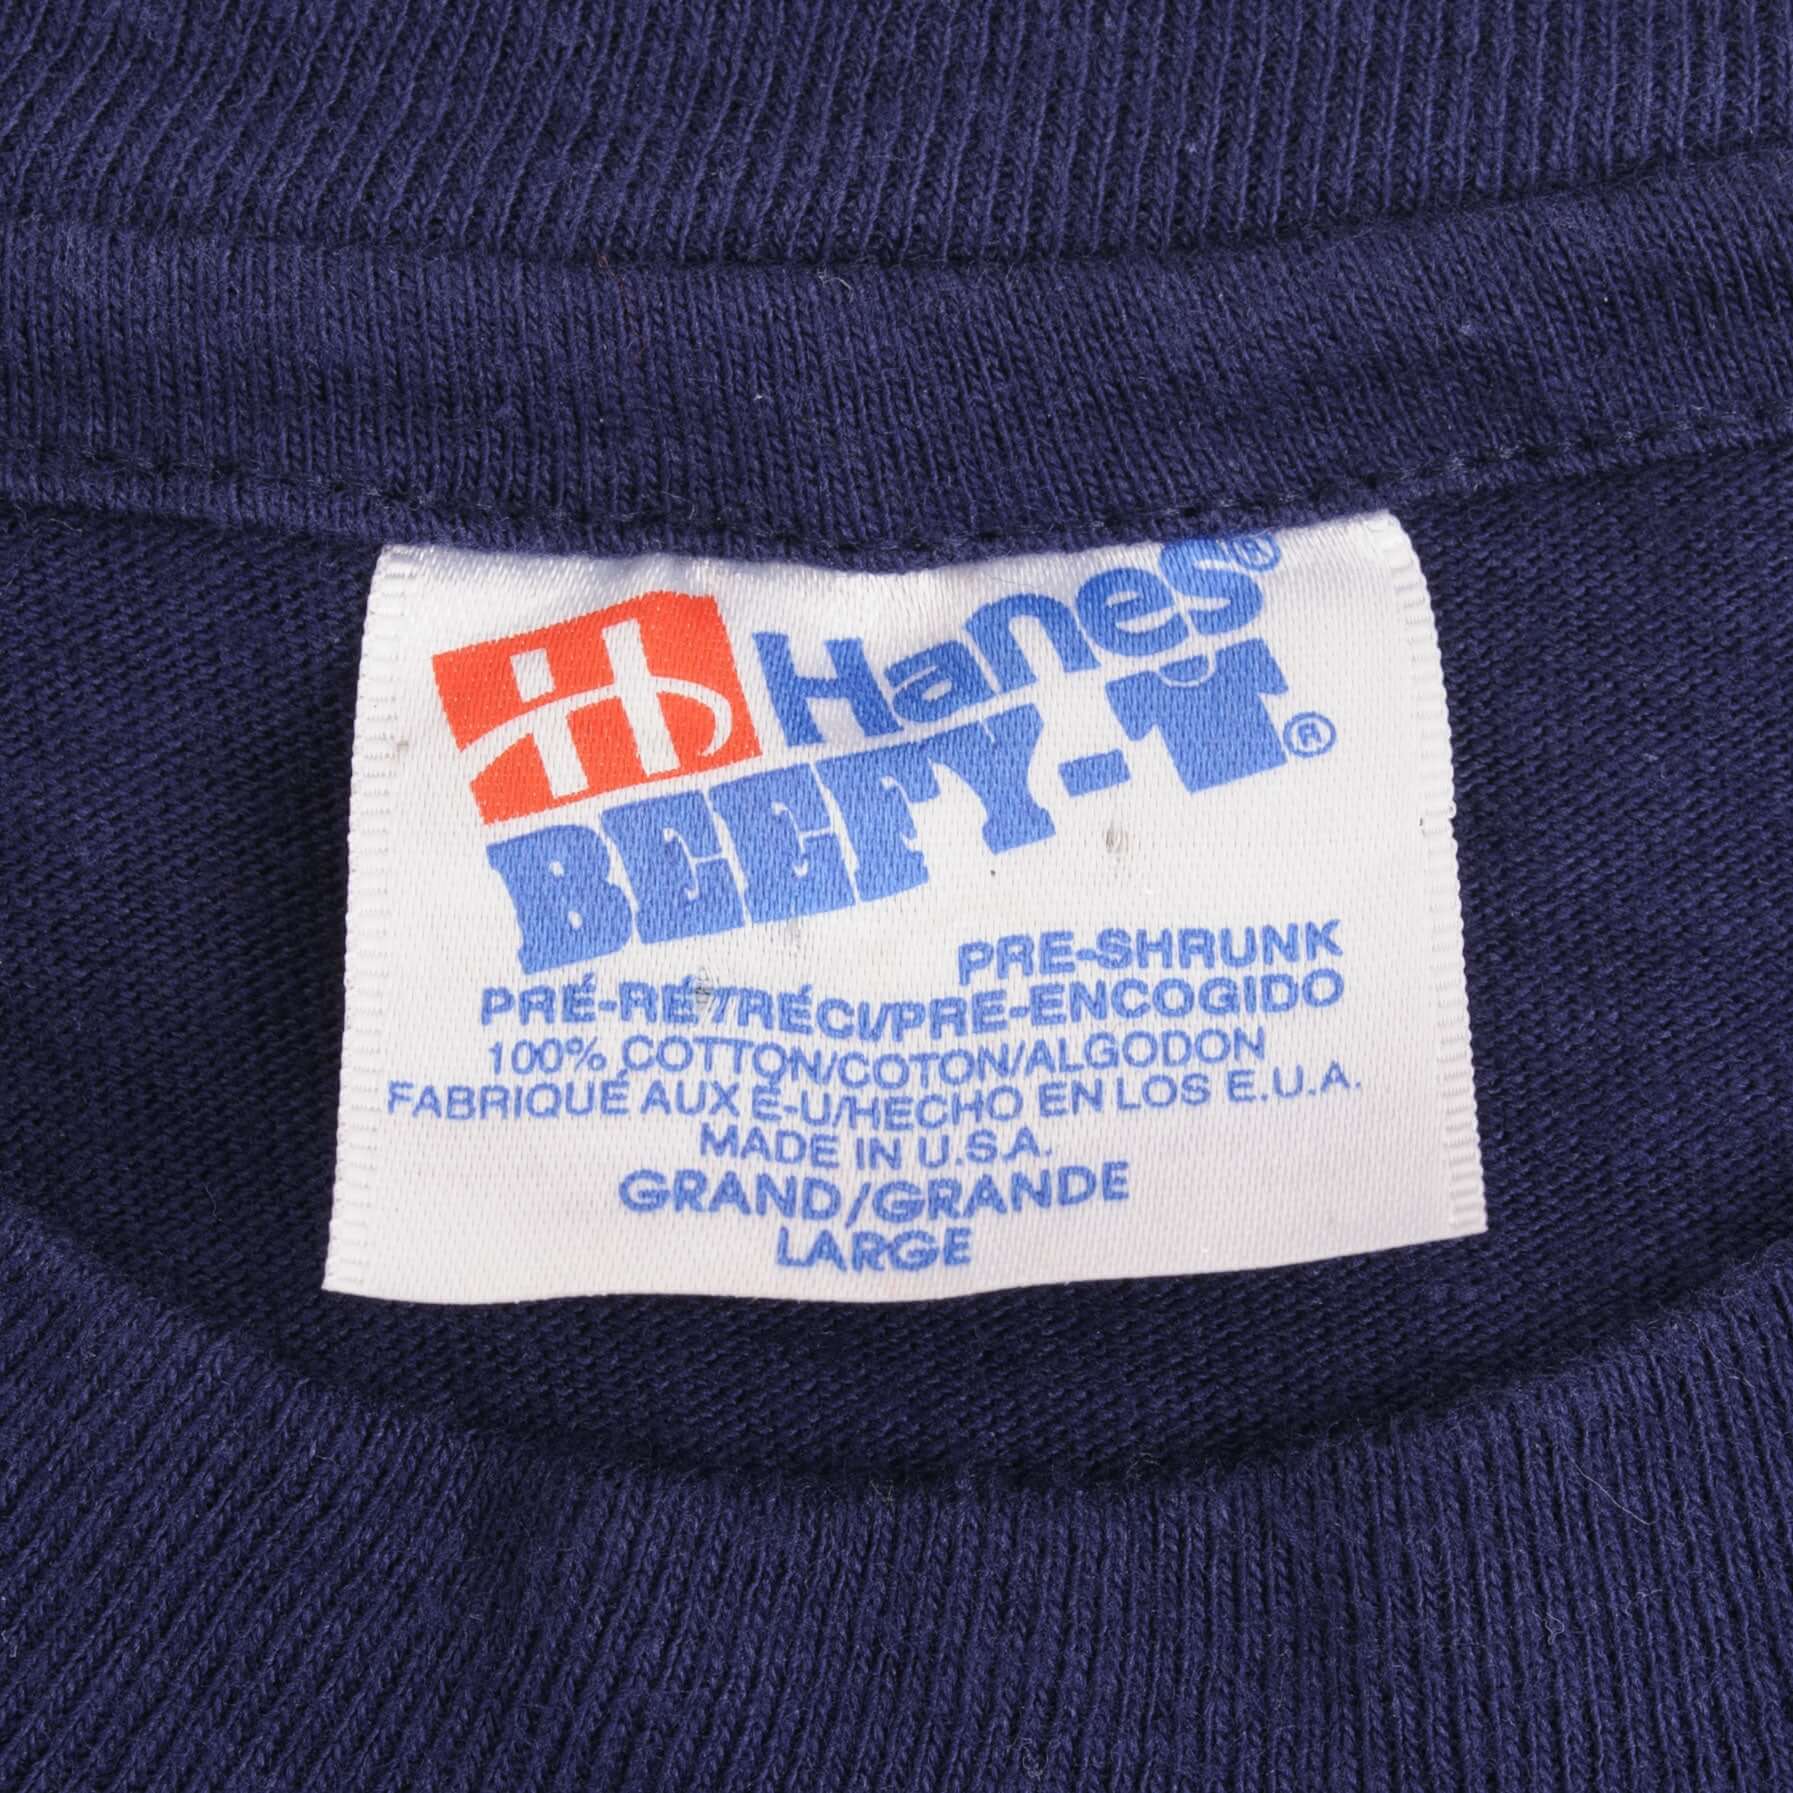 Hanes®
BEEFY-T®
PRE-SHRUNK
PRÉ-RÉTRÉCI/PRE-ENCOGIDO
100% COTTON/COTON/ALGODON
FABRIQUÉ AUX É-U/HECHO EN LOS E.U.A.
MADE IN U.S.A.
GRAND/GRANDE
LARGE